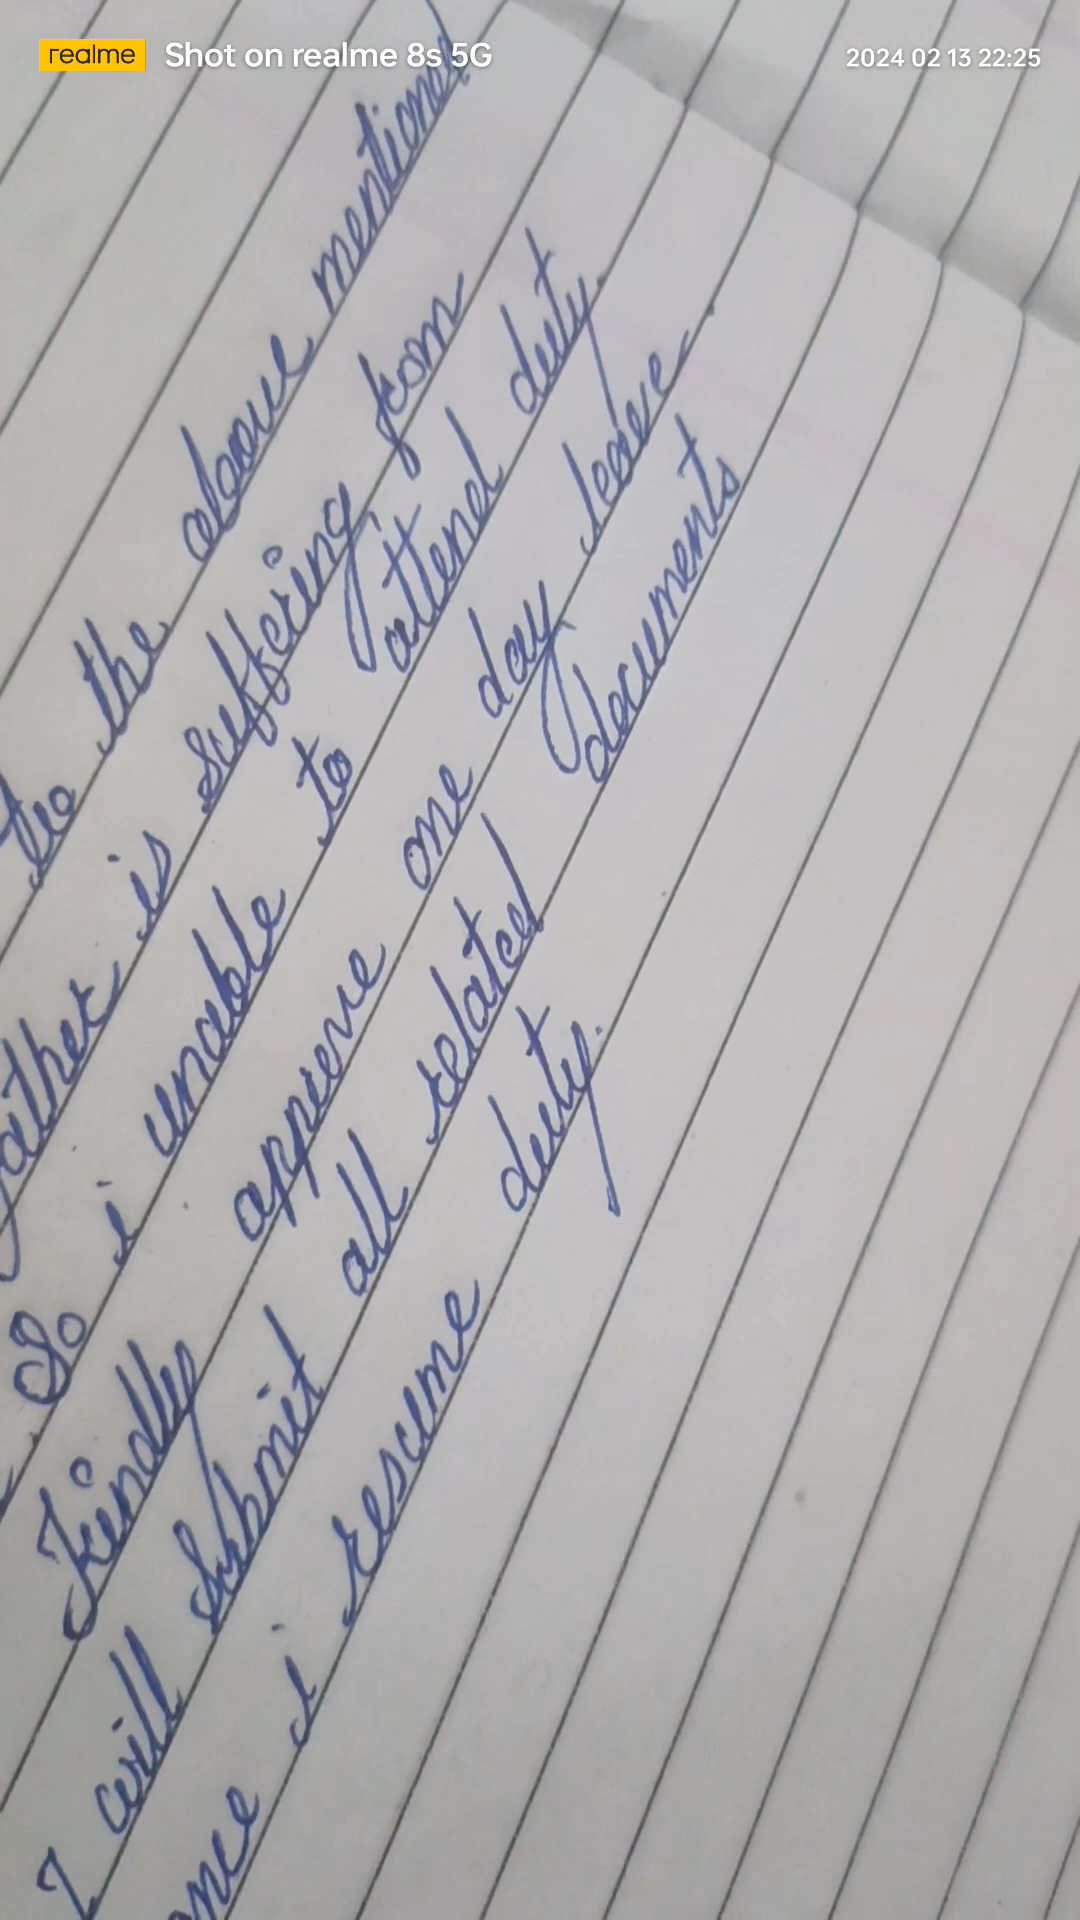 realme Shot on realme 8s 5G
2024 02 13 22:25
to the above mentioned
father is suffering from
So i unable to attend duty.
Kindly approve one day leave.
I will Submit all related documents
once i resume duty.